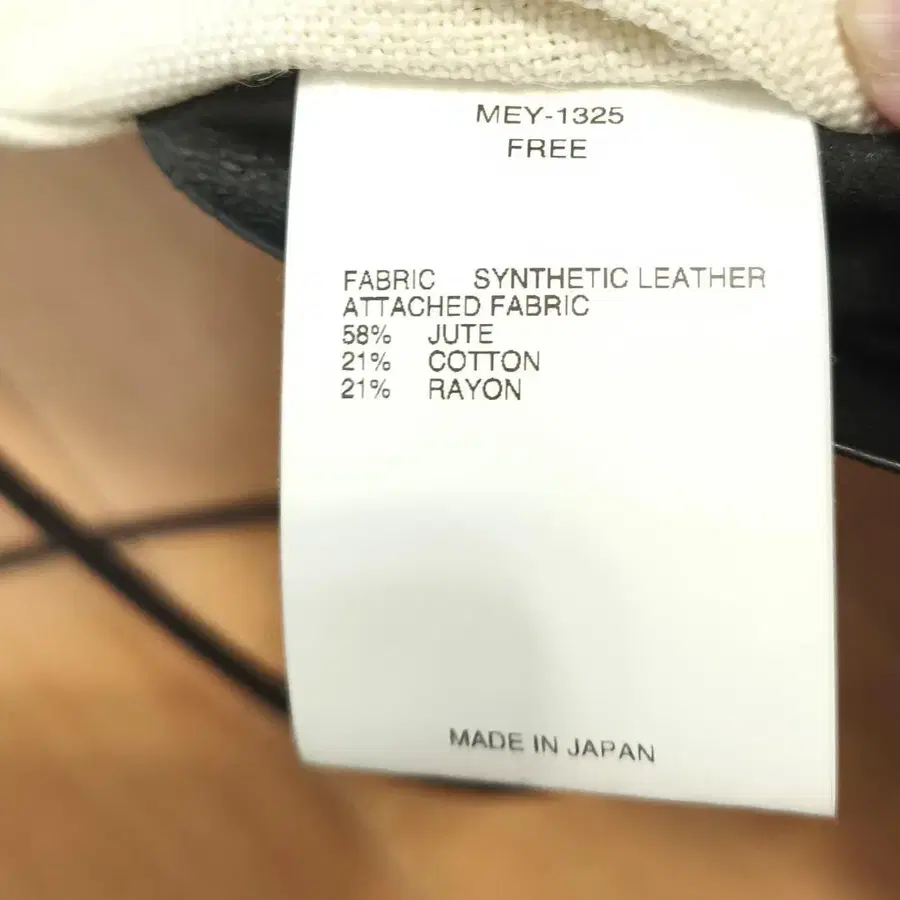 MEY-1325
FREE
FABRIC SYNTHETIC LEATHER
ATTACHED FABRIC
58% JUTE
21% COTTON
21% RAYON
MADE IN JAPAN